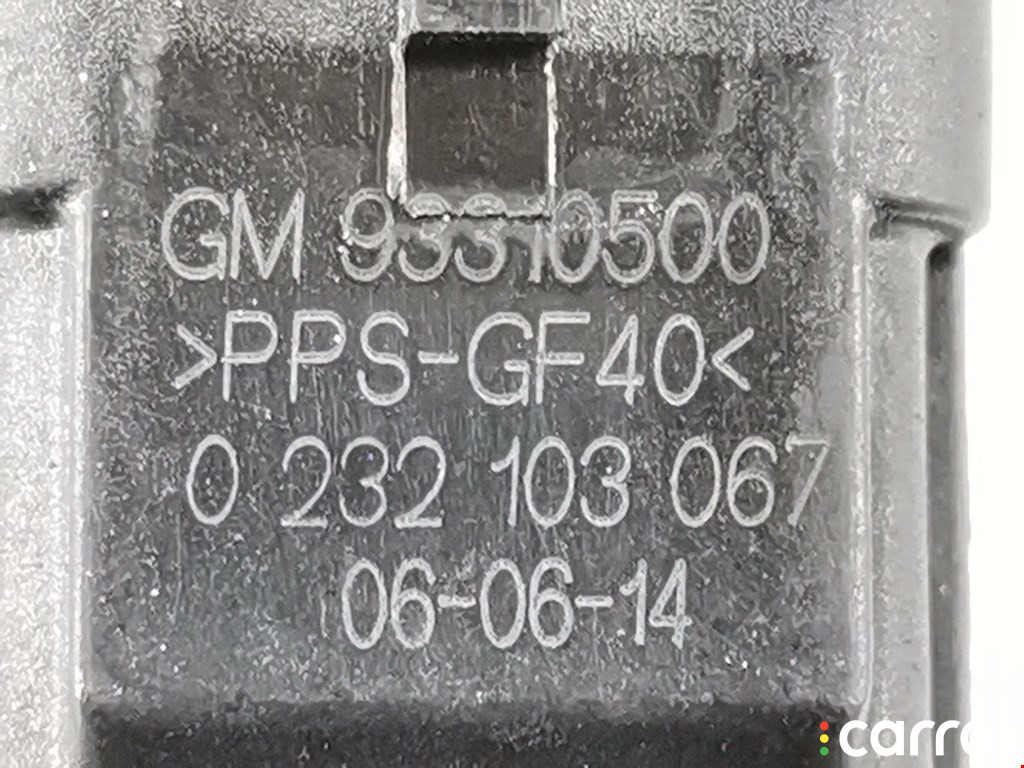 GM 93310500
>PPS-GF40<
0 232 103 067
06-06-14
carro